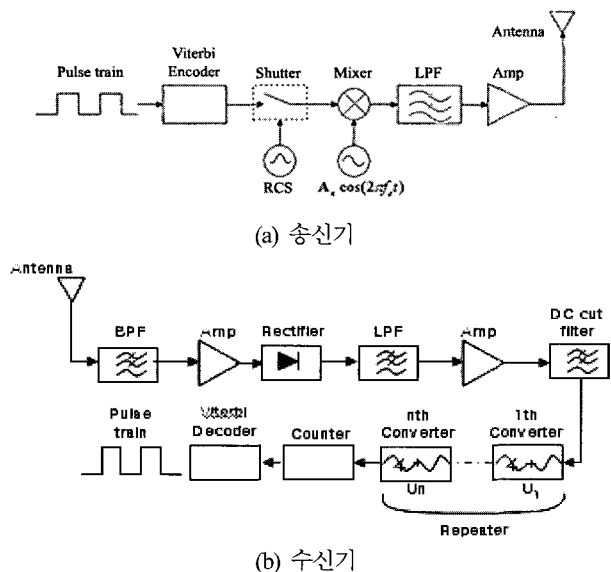 Antenna
Pulse train
Viterbi
Encoder
Shutter
Mixer
LPF
Amp
RCS
A_c cos(2πf_c t)
(a) 송신기
Antenna
BPF
Amp
Rectifier
LPF
Amp
DC cut
filter
Pulse
train
Viterbi
Decoder
Counter
nth
Converter
1th
Converter
Un
U₁
Repeater
(b) 수신기